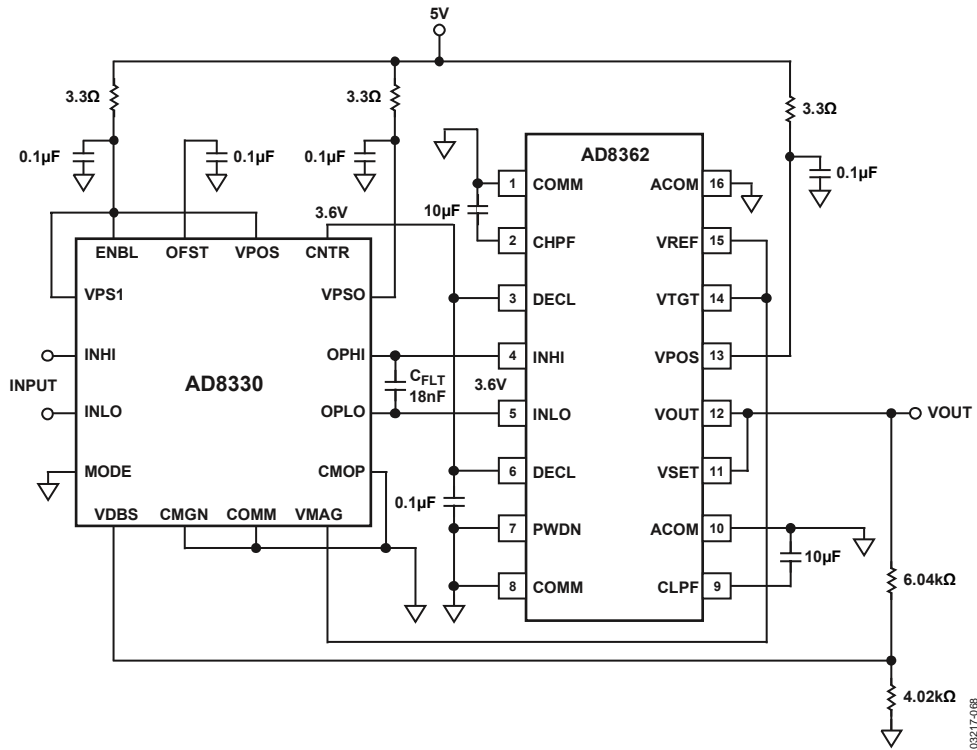 5V
3.3Ω
3.3Ω
3.3Ω
0.1µF
0.1µF
0.1µF
0.1µF
3.6V
10µF
ENBL
OFST
VPOS
CNTR
VPS1
VPSO
INHI
OPHI
INPUT
AD8330
INLO
OPLO
MODE
CMOP
VDBS
CMGN
COMM
VMAG
CFLT
18nF
3.6V
0.1µF
AD8362
1
COMM
ACOM
16
2
CHPF
VREF
15
3
DECL
VTGT
14
4
INHI
VPOS
13
5
INLO
VOUT
12
6
DECL
VSET
11
7
PWDN
ACOM
10
8
COMM
CLPF
9
VOUT
10µF
6.04kΩ
4.02kΩ
03217-068